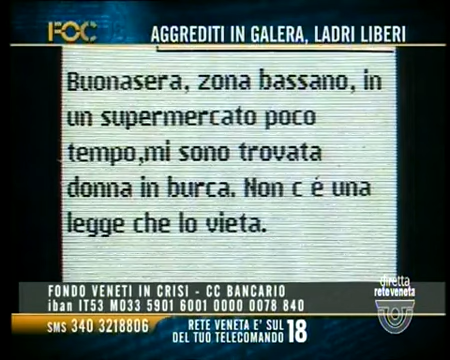 FOC
AGGREDITI IN GALERA, LADRI LIBERI
Buonasera, zona bassano, in
un supermercato poco
tempo,mi sono trovata
donna in burca. Non c é una
legge che lo vieta.
diretta
reteveneta
FONDO VENETI IN CRISI - CC BANCARIO
iban IT53 M033 5901 6001 0000 0078 840
SMS 340 3218806
RETE VENETA E' SUL
DEL TUO TELECOMANDO 18